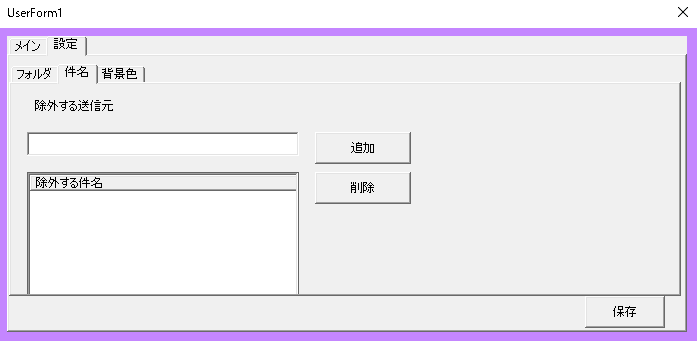 UserForm1
メイン 設定
フォルダ 件名 背景色
除外する送信元
追加
除外する件名
削除
保存